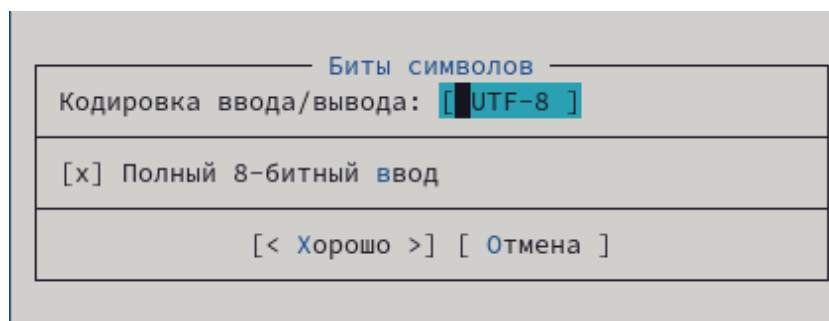 Биты символов
Кодировка ввода/вывода: [ UTF-8 ]
[x] Полный 8-битный ввод
[< Хорошо >] [ Отмена ]